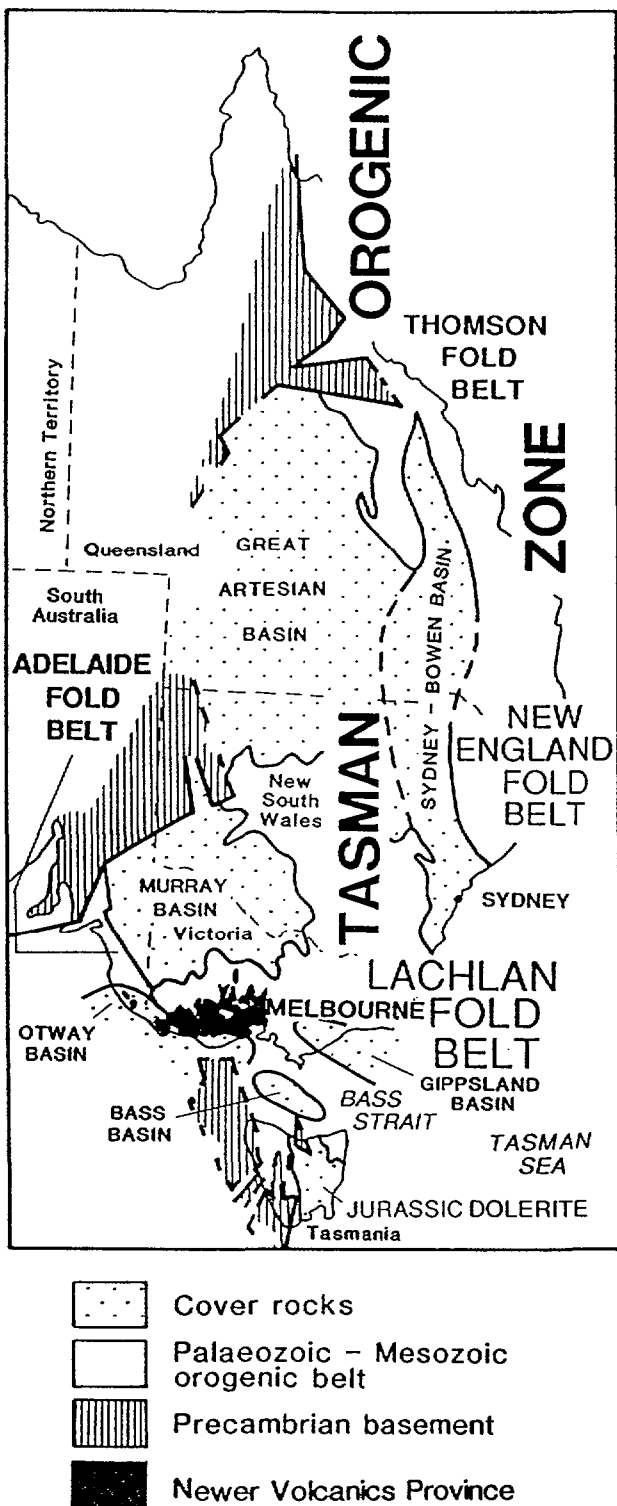 OROGENIC
THOMSON
FOLD
BELT
ZONE
Northern Territory
Queensland
GREAT
ARTESIAN
BASIN
South
Australia
SYDNEY - BOWEN BASIN
ADELAIDE
FOLD
BELT
NEW
ENGLAND
FOLD
BELT
TASMAN
New
South
Wales
MURRAY
BASIN
Victoria
SYDNEY
LACHLAN
FOLD
BELT
MELBOURNE
OTWAY
BASIN
GIPPSLAND
BASIN
BASS
STRAIT
BASS
BASIN
TASMAN
SEA
JURASSIC DOLERITE
Tasmania
Cover rocks
Palaeozoic - Mesozoic
orogenic belt
Precambrian basement
Newer Volcanics Province